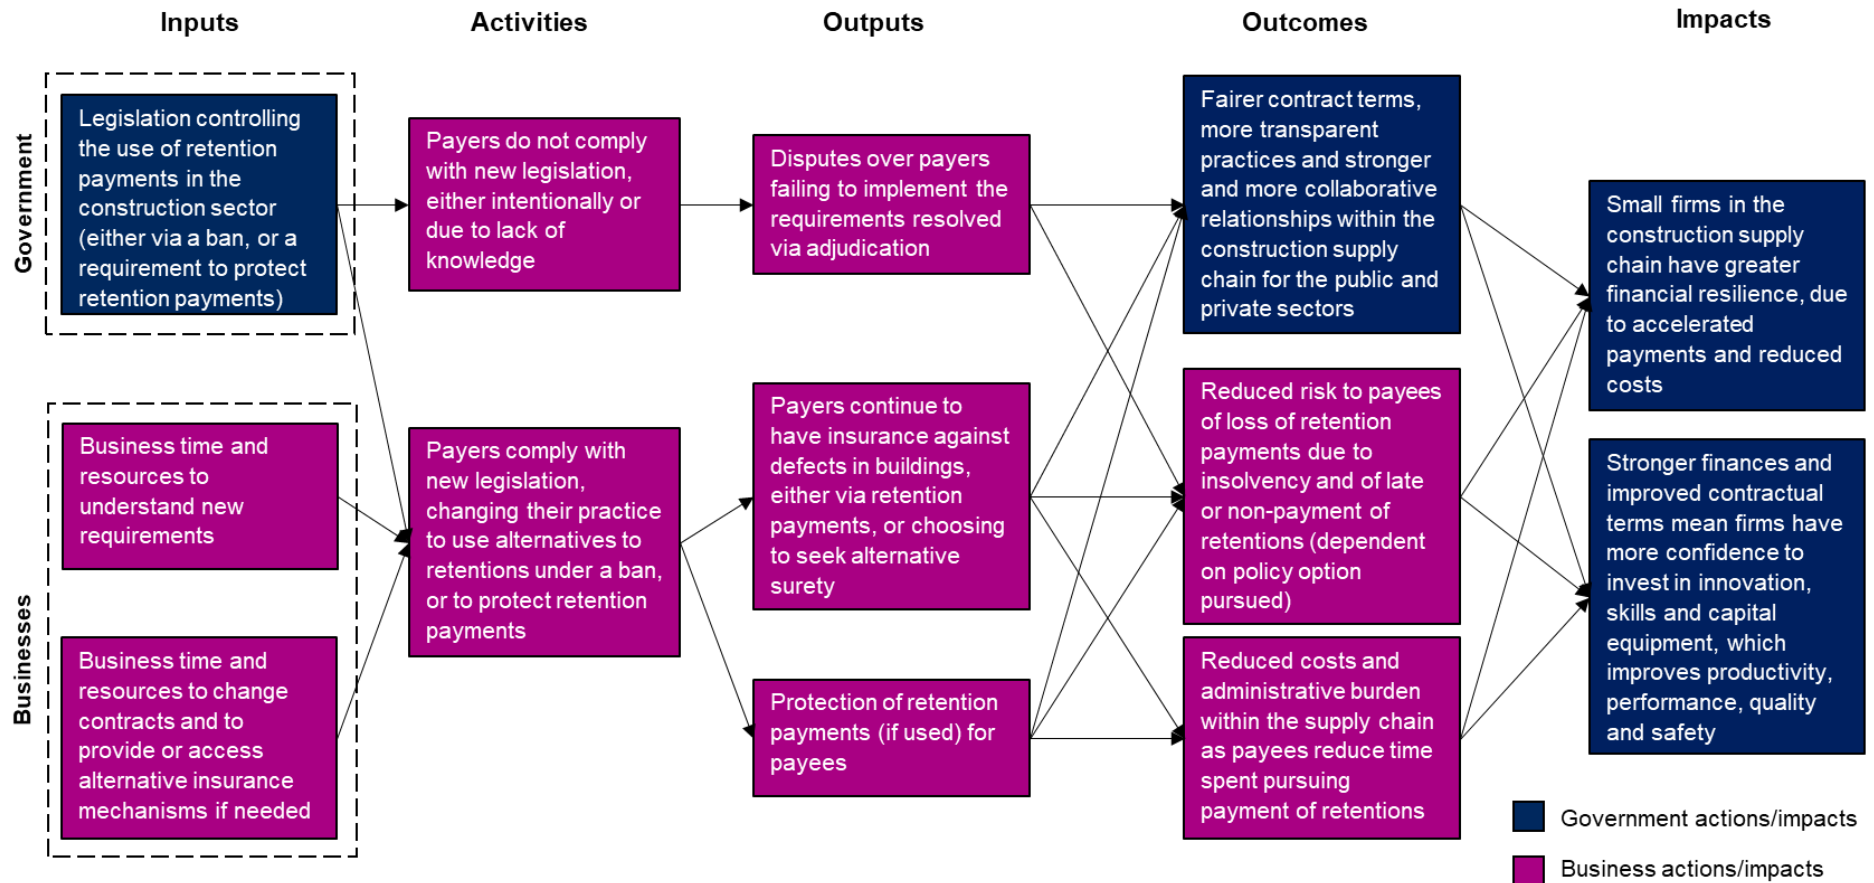 Inputs
Activities
Outputs
Outcomes
Impacts
Government
Legislation controlling
the use of retention
payments in the
construction sector
(either via a ban, or a
requirement to protect
retention payments)
Payers do not comply
with new legislation,
either intentionally or
due to lack of
knowledge
Disputes over payers
failing to implement the
requirements resolved
via adjudication
Fairer contract terms,
more transparent
practices and stronger
and more collaborative
relationships within the
construction supply
chain for the public and
private sectors
Small firms in the
construction supply
chain have greater
financial resilience, due
to accelerated
payments and reduced
costs
Businesses
Business time and
resources to
understand new
requirements
Business time and
resources to change
contracts and to
provide or access
alternative insurance
mechanisms if needed
Payers comply with
new legislation,
changing their practice
to use alternatives to
retentions under a ban,
or to protect retention
payments
Payers continue to
have insurance against
defects in buildings,
either via retention
payments, or choosing
to seek alternative
surety
Protection of retention
payments (if used) for
payees
Reduced risk to payees
of loss of retention
payments due to
insolvency and of late
or non-payment of
retentions (dependent
on policy option
pursued)
Reduced costs and
administrative burden
within the supply chain
as payees reduce time
spent pursuing
payment of retentions
Stronger finances and
improved contractual
terms mean firms have
more confidence to
invest in innovation,
skills and capital
equipment, which
improves productivity,
performance, quality
and safety
Government actions/impacts
Business actions/impacts